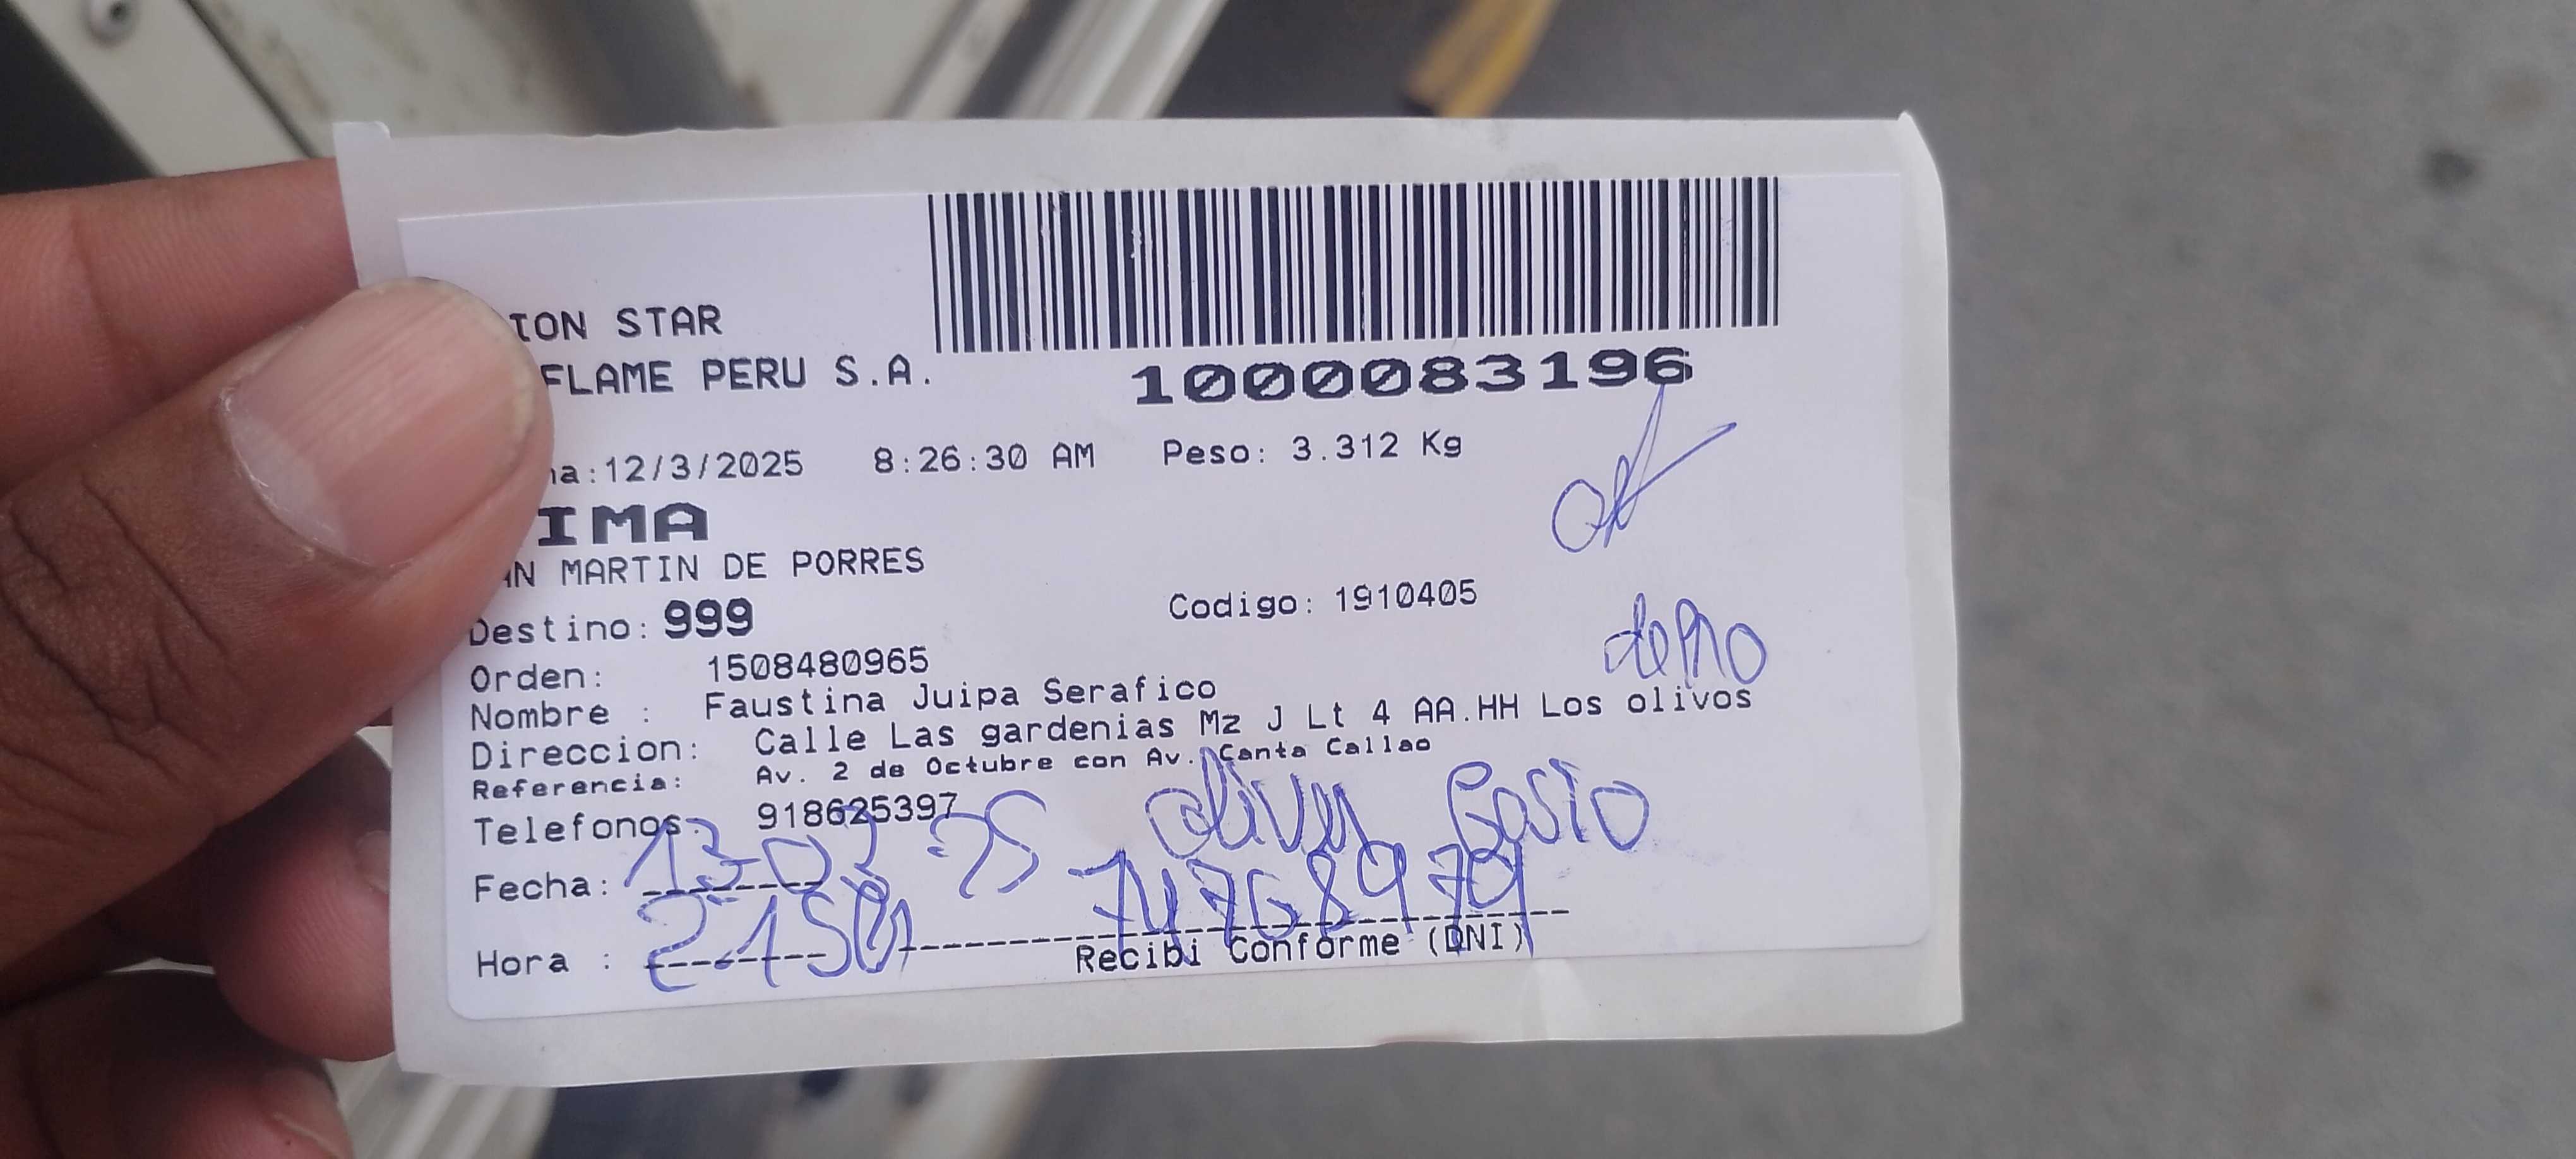 ION STAR
FLAME PERU S.A.
1000083196
a:12/3/2025 8:26:30 AM Peso: 3.312 Kg
IMA
N MARTIN DE PORRES
Destino: 999 Codigo: 1910405
Orden: 1508480965
Nombre : Faustina Juipa Serafico
Direccion: Calle Las gardenias Mz J Lt 4 AA.HH Los olivos
Referencia: Av. 2 de Octubre con Av. Canta Callao
Telefonos: 918625397
Fecha: 13-03-25 Oliver
74768979
Hora :
Recibi Conforme (DNI)